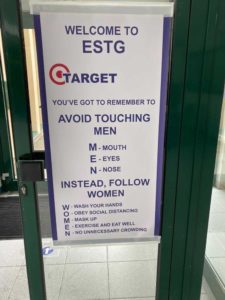 WELCOME TO
ESTG
TARGET
YOU'VE GOT TO REMEMBER TO
AVOID TOUCHING
MEN
M - MOUTH
E - EYES
N - NOSE
INSTEAD, FOLLOW
WOMEN
W - WASH YOUR HANDS
O - OBEY SOCIAL DISTANCING
M - MASK UP
E - EXERCISE AND EAT WELL
N - NO UNNECESSARY CROWDING